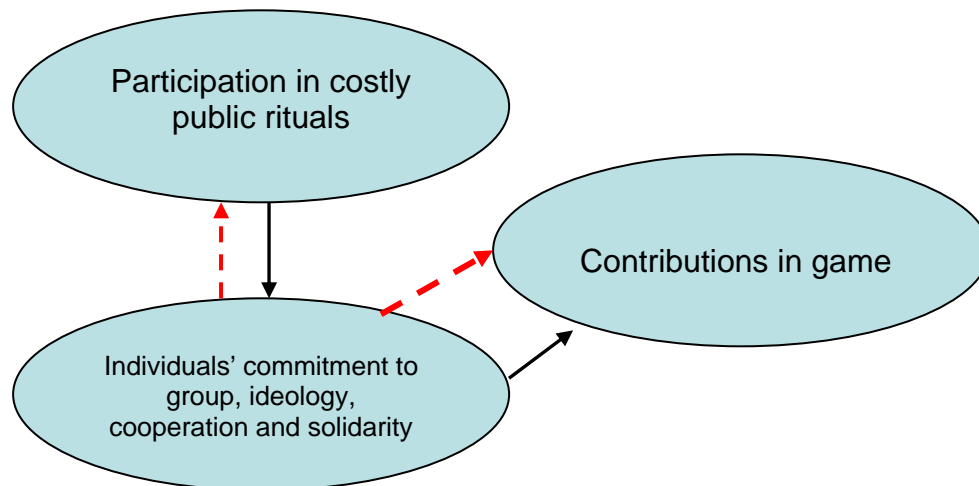 Participation in costly
public rituals
Contributions in game
Individuals’ commitment to
group, ideology,
cooperation and solidarity